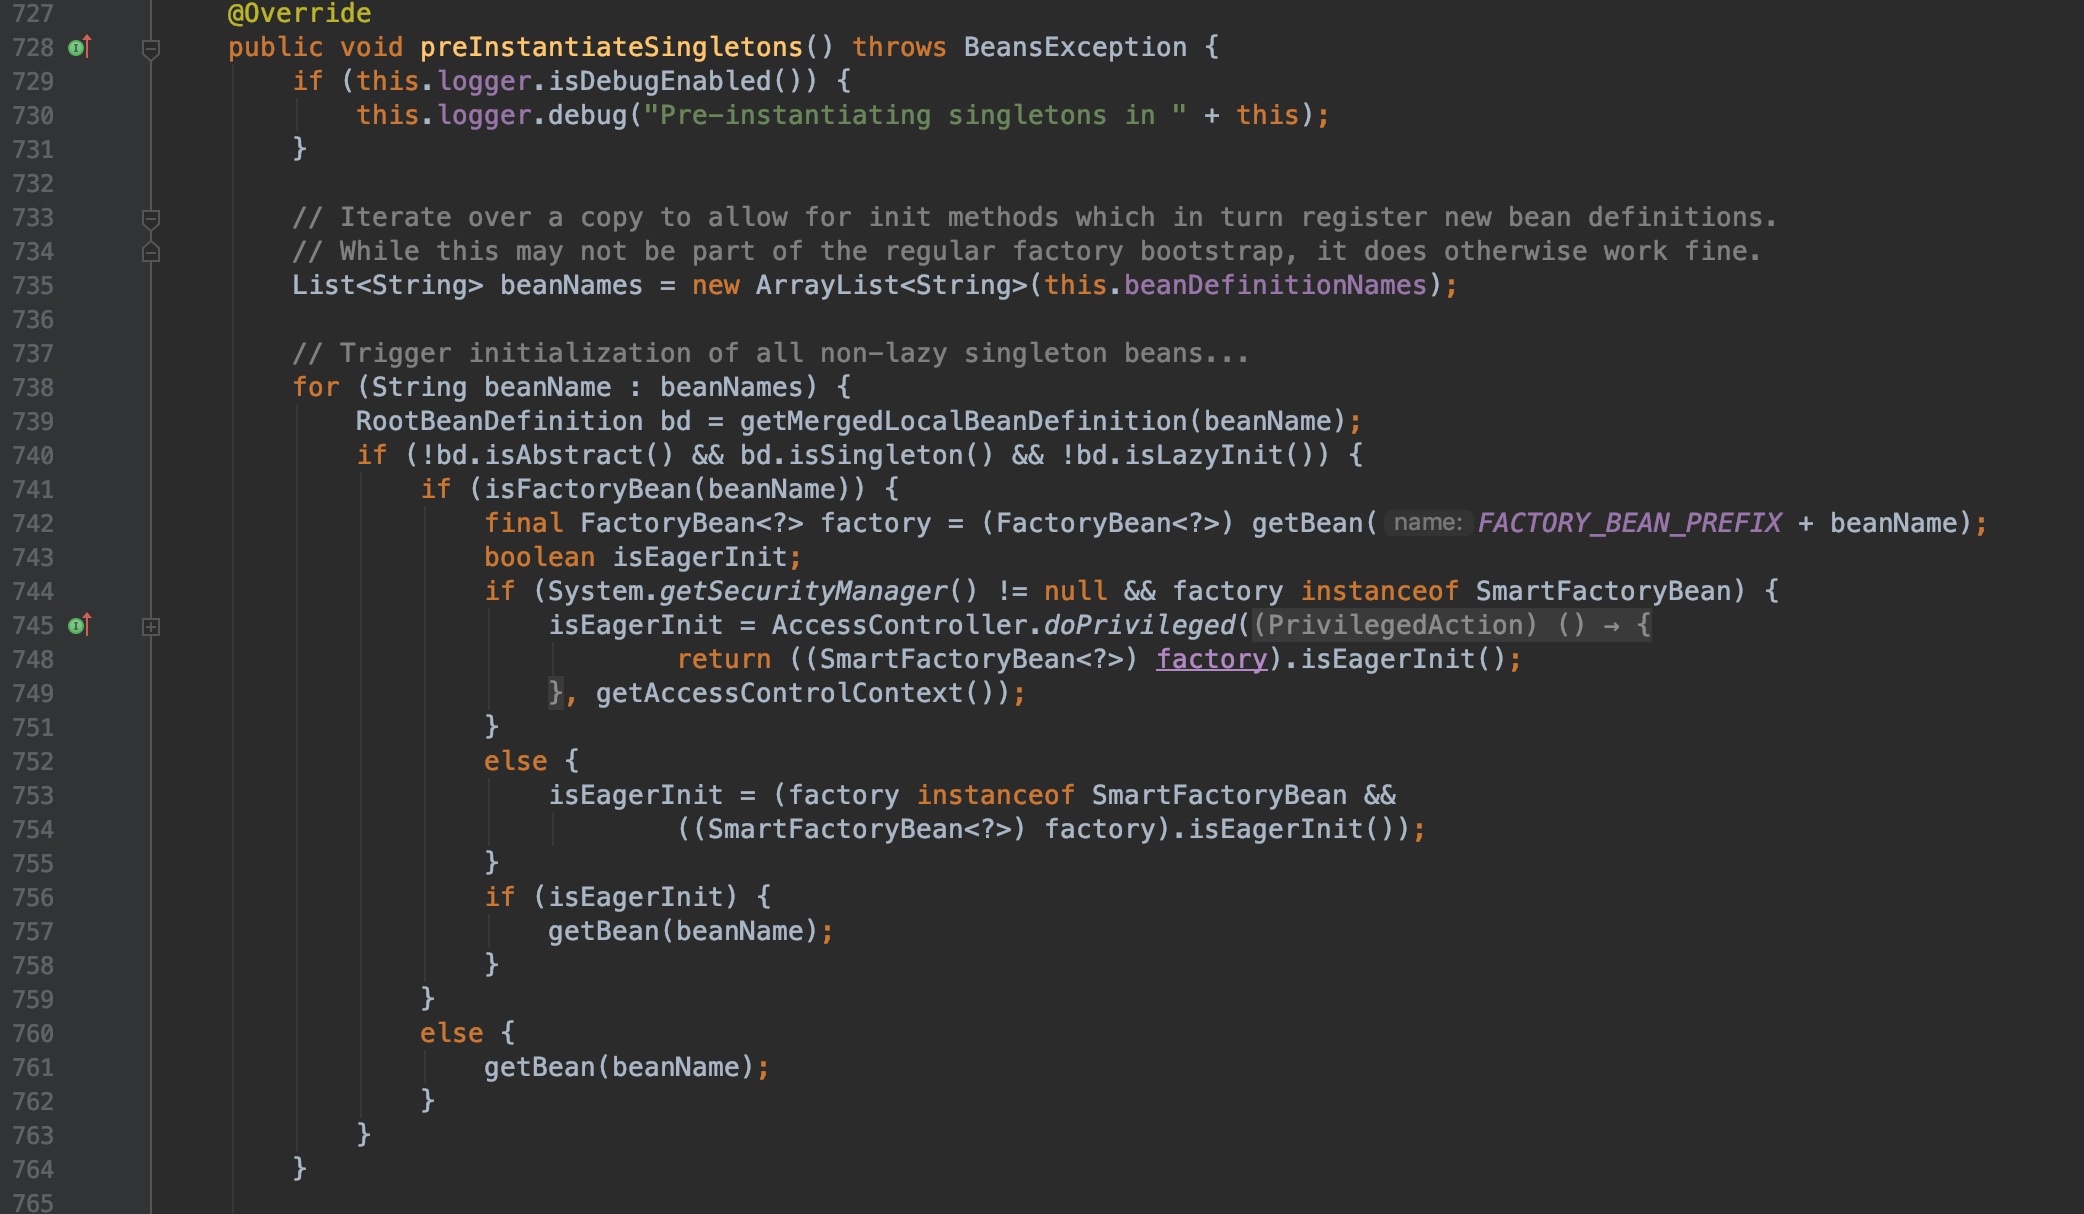 727 @Override
728 public void preInstantiateSingletons() throws BeansException {
729 if (this.logger.isDebugEnabled()) {
730 this.logger.debug("Pre-instantiating singletons in " + this);
731 }
732
733 // Iterate over a copy to allow for init methods which in turn register new bean definitions.
734 // While this may not be part of the regular factory bootstrap, it does otherwise work fine.
735 List<String> beanNames = new ArrayList<String>(this.beanDefinitionNames);
736
737 // Trigger initialization of all non-lazy singleton beans...
738 for (String beanName : beanNames) {
739 RootBeanDefinition bd = getMergedLocalBeanDefinition(beanName);
740 if (!bd.isAbstract() && bd.isSingleton() && !bd.isLazyInit()) {
741 if (isFactoryBean(beanName)) {
742 final FactoryBean<?> factory = (FactoryBean<?>) getBean( name: FACTORY_BEAN_PREFIX + beanName);
743 boolean isEagerInit;
744 if (System.getSecurityManager() != null && factory instanceof SmartFactoryBean) {
745 isEagerInit = AccessController.doPrivileged((PrivilegedAction) () → {
748 return ((SmartFactoryBean<?>) factory).isEagerInit();
749 }, getAccessControlContext());
751 }
752 else {
753 isEagerInit = (factory instanceof SmartFactoryBean &&
754 ((SmartFactoryBean<?>) factory).isEagerInit());
755 }
756 if (isEagerInit) {
757 getBean(beanName);
758 }
759 }
760 else {
761 getBean(beanName);
762 }
763 }
764 }
765